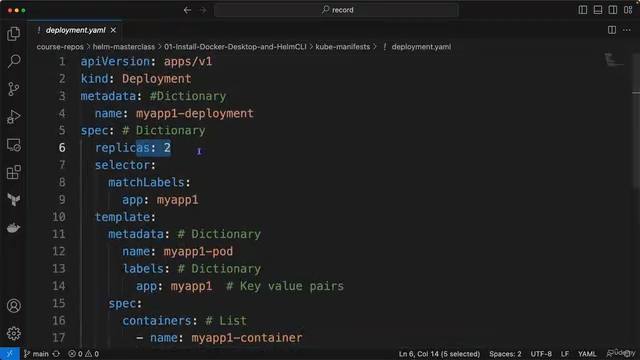 record
deployment.yaml
course-repos > helm-masterclass > 01-Install-Docker-Desktop-and-HelmCLI > kube-manifests > deployment.yaml
1 apiVersion: apps/v1
2 kind: Deployment
3 metadata: #Dictionary
4 name: myapp1-deployment
5 spec: # Dictionary
6 replicas: 2
7 selector:
8 matchLabels:
9 app: myapp1
10 template:
11 metadata: # Dictionary
12 name: myapp1-pod
13 labels: # Dictionary
14 app: myapp1 # Key value pairs
15 spec:
16 containers: # List
17 - name: myapp1-container
main 0 0 Ln 6, Col 14 (5 selected) Spaces: 2 UTF-8 LF YAML